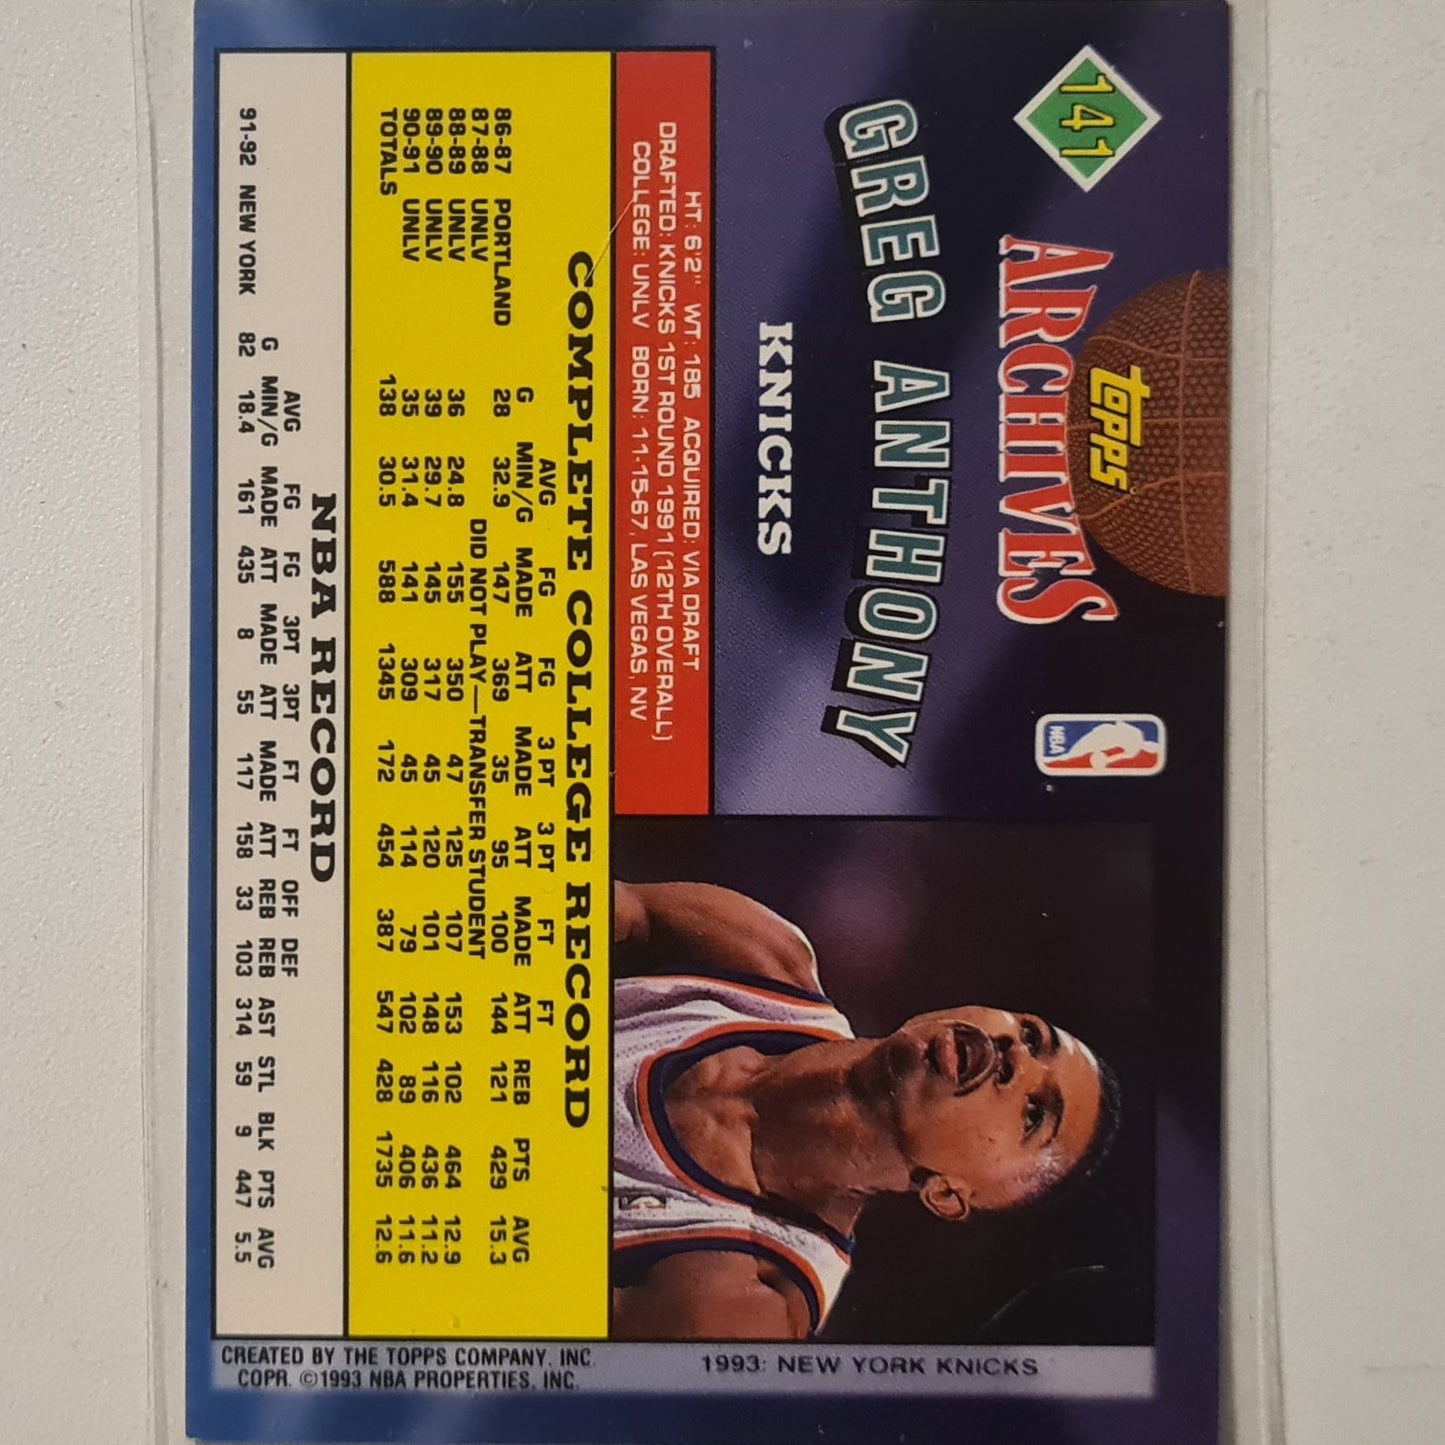 141
topps
ARCHIVES
NBA
GREG ANTHONY
KNICKS
HT: 6'2" WT: 185 ACQUIRED: VIA DRAFT
DRAFTED: KNICKS 1ST ROUND 1991 (12TH OVERALL)
COLLEGE: UNLV BORN: 11-15-67, LAS VEGAS, NV
COMPLETE COLLEGE RECORD
AVG FG FG 3 PT 3 PT FT FT
G MIN/G MADE ATT MADE ATT MADE ATT REB PTS AVG
86-87 PORTLAND 28 32.9 147 369 35 95 100 144 121 429 15.3
87-88 UNLV DID NOT PLAY—TRANSFER STUDENT
88-89 UNLV 36 24.8 155 350 47 125 107 153 102 464 12.9
89-90 UNLV 39 29.7 145 317 45 120 101 148 116 436 11.2
90-91 UNLV 35 31.4 141 309 45 114 79 102 89 406 11.6
TOTALS 138 30.5 588 1345 172 454 387 547 428 1735 12.6
NBA RECORD
AVG FG FG 3PT 3PT FT FT OFF DEF
G MIN/G MADE ATT MADE ATT MADE ATT REB REB AST STL BLK PTS AVG
91-92 NEW YORK 82 18.4 161 435 8 55 117 158 33 103 314 59 9 447 5.5
1993: NEW YORK KNICKS
CREATED BY THE TOPPS COMPANY, INC.
COPR. ©1993 NBA PROPERTIES, INC.